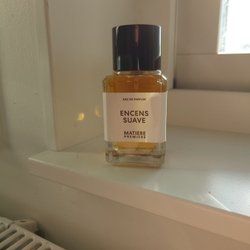 EAU DE PARFUM
ENCENS
SUAVE
MATIERE
PREMIERE